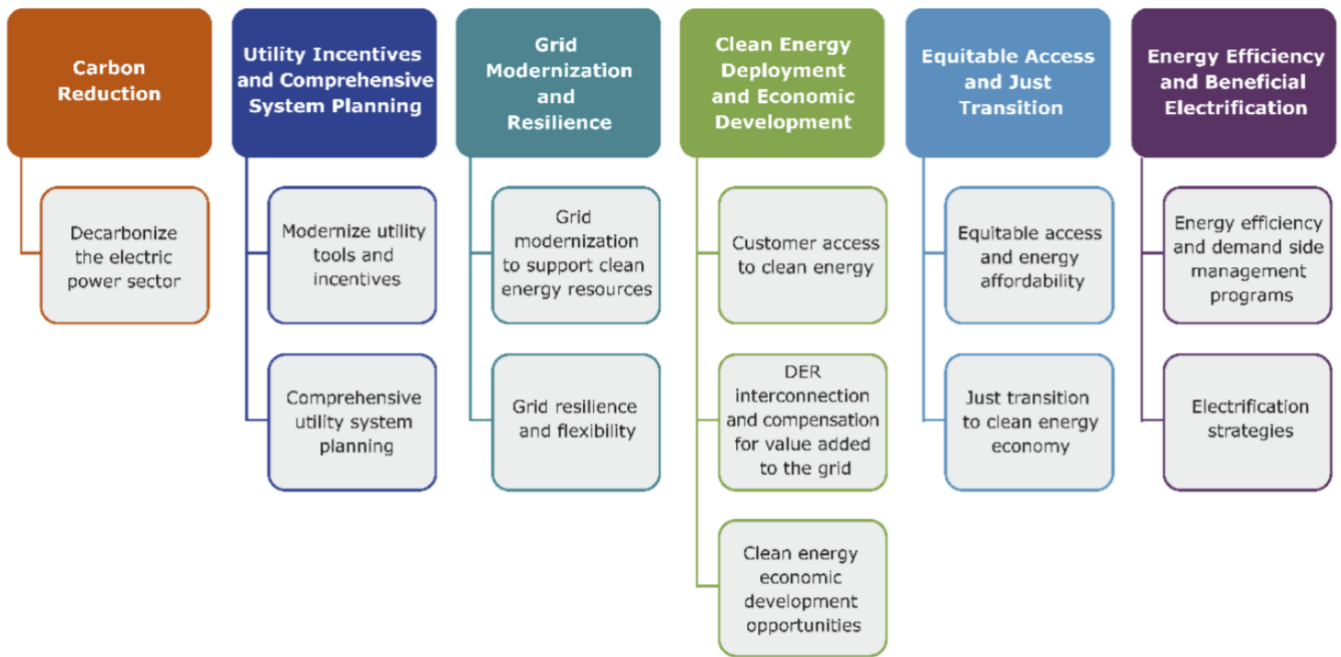 Carbon
Reduction
Utility Incentives
and Comprehensive
System Planning
Grid
Modernization
and
Resilience
Clean Energy
Deployment
and Economic
Development
Equitable Access
and Just
Transition
Energy Efficiency
and Beneficial
Electrification
Decarbonize
the electric
power sector
Modernize utility
tools and
incentives
Grid
modernization
to support clean
energy resources
Customer access
to clean energy
Equitable access
and energy
affordability
Energy efficiency
and demand side
management
programs
Comprehensive
utility system
planning
Grid resilience
and flexibility
DER
interconnection
and compensation
for value added
to the grid
Just transition
to clean energy
economy
Electrification
strategies
Clean energy
economic
development
opportunities